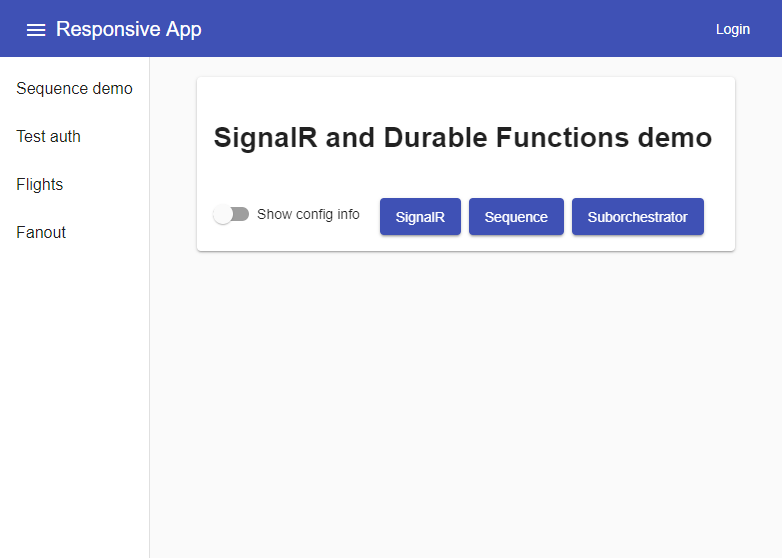 Responsive App
Login
Sequence demo
Test auth
Flights
Fanout
SignalR and Durable Functions demo
Show config info
SignalR
Sequence
Suborchestrator